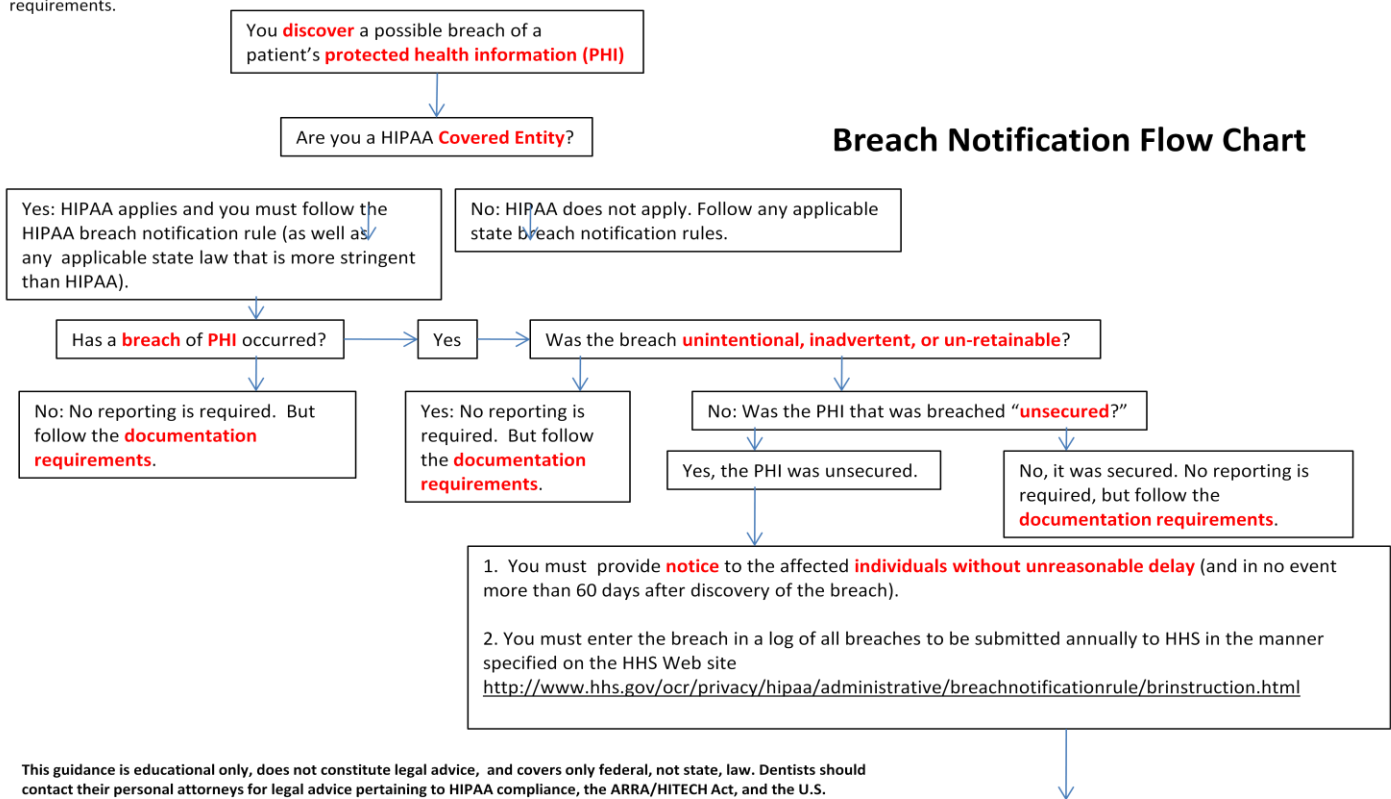 requirements.
You discover a possible breach of a
patient's protected health information (PHI)
Are you a HIPAA Covered Entity?
Breach Notification Flow Chart
Yes: HIPAA applies and you must follow the
HIPAA breach notification rule (as well as
any applicable state law that is more stringent
than HIPAA).
No: HIPAA does not apply. Follow any applicable
state breach notification rules.
Has a breach of PHI occurred?
Yes
Was the breach unintentional, inadvertent, or un-retainable?
No: No reporting is required. But
follow the documentation
requirements.
Yes: No reporting is
required. But follow
the documentation
requirements.
No: Was the PHI that was breached “unsecured?”
Yes, the PHI was unsecured.
No, it was secured. No reporting is
required, but follow the
documentation requirements.
1. You must provide notice to the affected individuals without unreasonable delay (and in no event
more than 60 days after discovery of the breach).
2. You must enter the breach in a log of all breaches to be submitted annually to HHS in the manner
specified on the HHS Web site
http://www.hhs.gov/ocr/privacy/hipaa/administrative/breachnotificationrule/brinstruction.html
This guidance is educational only, does not constitute legal advice, and covers only federal, not state, law. Dentists should
contact their personal attorneys for legal advice pertaining to HIPAA compliance, the ARRA/HITECH Act, and the U.S.